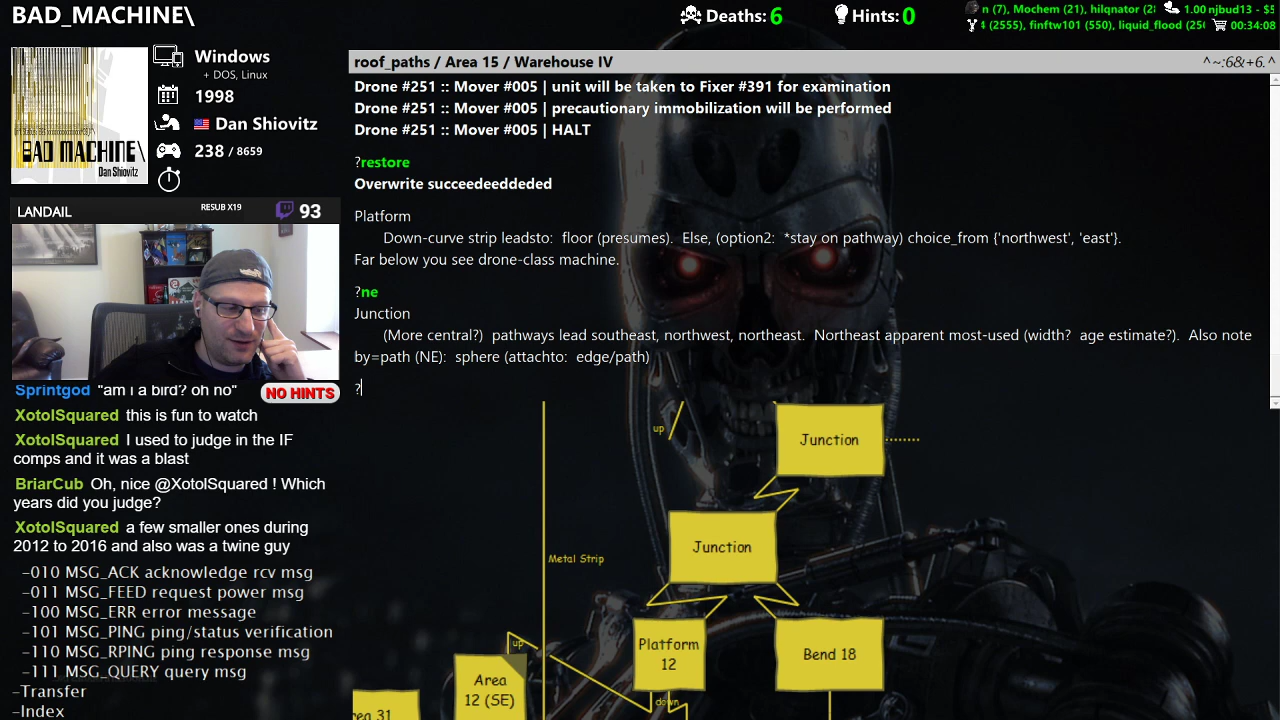 BAD_MACHINE\
Deaths: 6
Hints: 0
n (7), Mochem (21), hilqnator (28
1.00 njbud13 - $5
4 (2555), finftw101 (550), liquid_flood (250
00:34:08
BAD MACHINE\
Dan Shiovitz
Windows
+ DOS, Linux
1998
Dan Shiovitz
238 / 8659
LANDAIL
RESUB X19
93
Sprintgod "am i a bird? oh no"
NO HINTS
XotolSquared this is fun to watch
XotolSquared I used to judge in the IF
comps and it was a blast
BriarCub Oh, nice @XotolSquared ! Which
years did you judge?
XotolSquared a few smaller ones during
2012 to 2016 and also was a twine guy
-010 MSG_ACK acknowledge rcv msg
-011 MSG_FEED request power msg
-100 MSG_ERR error message
-101 MSG_PING ping/status verification
-110 MSG_RPING ping response msg
-111 MSG_QUERY query msg
-Transfer
-Index
roof_paths / Area 15 / Warehouse IV
^~:6&+6.^
Drone #251 :: Mover #005 | unit will be taken to Fixer #391 for examination
Drone #251 :: Mover #005 | precautionary immobilization will be performed
Drone #251 :: Mover #005 | HALT
?restore
Overwrite succeedeeddeded
Platform
Down-curve strip leadsto: floor (presumes). Else, (option2: *stay on pathway) choice_from {'northwest', 'east'}.
Far below you see drone-class machine.
?ne
Junction
(More central?) pathways lead southeast, northwest, northeast. Northeast apparent most-used (width? age estimate?). Also note
by=path (NE): sphere (attachto: edge/path)
?
up
Junction
Junction
Metal Strip
Platform
12
Bend 18
up
Area
12 (SE)
down
rea 31